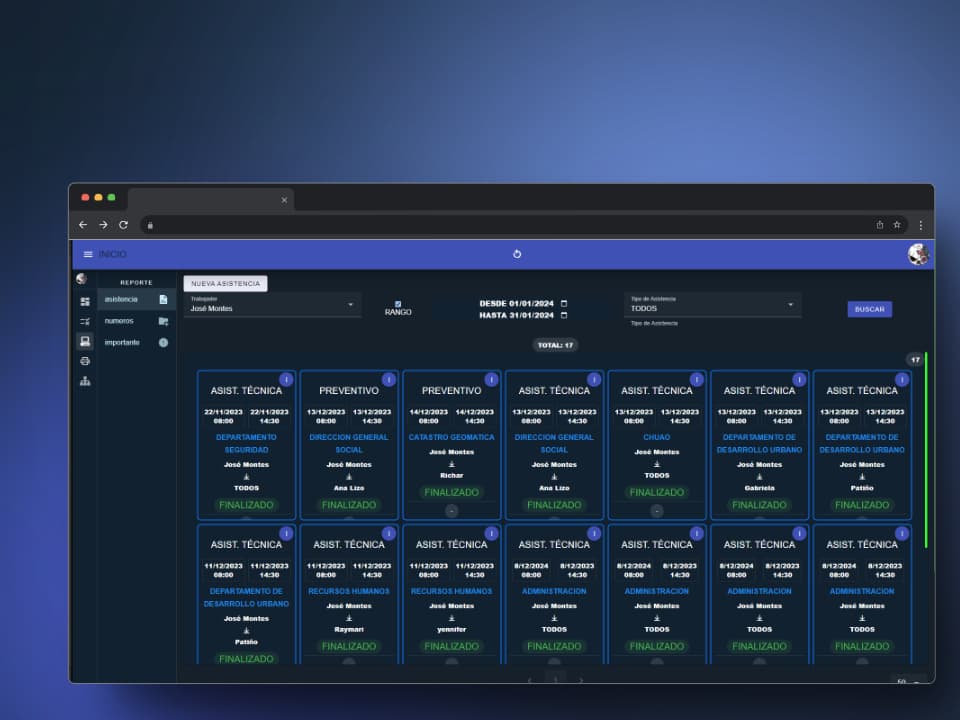 INICIO
REPORTE
asistencia
numeros
importante
NUEVA ASISTENCIA
Trabajador
José Montes
RANGO
DESDE 01/01/2024
HASTA 31/01/2024
Tipo de Asistencia
TODOS
Tipo de Asistencia
BUSCAR
TOTAL: 17
17
ASIST. TÉCNICA
22/11/2023 22/11/2023
08:00 14:30
DEPARTAMENTO
SEGURIDAD
José Montes
TODOS
FINALIZADO
PREVENTIVO
13/12/2023 13/12/2023
08:00 14:30
DIRECCION GENERAL
SOCIAL
José Montes
Ana Lizo
FINALIZADO
PREVENTIVO
14/12/2023 14/12/2023
08:00 14:30
CATASTRO GEOMATICA
José Montes
Richar
FINALIZADO
-
ASIST. TÉCNICA
13/12/2023 13/12/2023
08:00 14:30
DIRECCION GENERAL
SOCIAL
José Montes
Ana Lizo
FINALIZADO
ASIST. TÉCNICA
13/12/2023 13/12/2023
08:00 14:30
CHUAO
José Montes
TODOS
FINALIZADO
-
ASIST. TÉCNICA
13/12/2023 13/12/2023
08:00 14:30
DEPARTAMENTO DE
DESARROLLO URBANO
José Montes
Gabriela
FINALIZADO
ASIST. TÉCNICA
13/12/2023 13/12/2023
08:00 14:30
DEPARTAMENTO DE
DESARROLLO URBANO
José Montes
Patiño
FINALIZADO
ASIST. TÉCNICA
11/12/2023 11/12/2023
08:00 14:30
DEPARTAMENTO DE
DESARROLLO URBANO
José Montes
Patiño
FINALIZADO
ASIST. TÉCNICA
11/12/2023 11/12/2023
08:00 14:30
RECURSOS HUMANOS
José Montes
Raymari
FINALIZADO
ASIST. TÉCNICA
11/12/2023 11/12/2023
08:00 14:30
RECURSOS HUMANOS
José Montes
yennifer
FINALIZADO
ASIST. TÉCNICA
8/12/2023 8/12/2023
08:00 14:30
ADMINISTRACION
José Montes
TODOS
FINALIZADO
ASIST. TÉCNICA
8/12/2024 8/12/2023
08:00 14:30
ADMINISTRACION
José Montes
TODOS
FINALIZADO
ASIST. TÉCNICA
8/12/2024 8/12/2023
08:00 14:30
ADMINISTRACION
José Montes
TODOS
FINALIZADO
ASIST. TÉCNICA
8/12/2024 8/12/2023
08:00 14:30
ADMINISTRACION
José Montes
TODOS
FINALIZADO
1
50